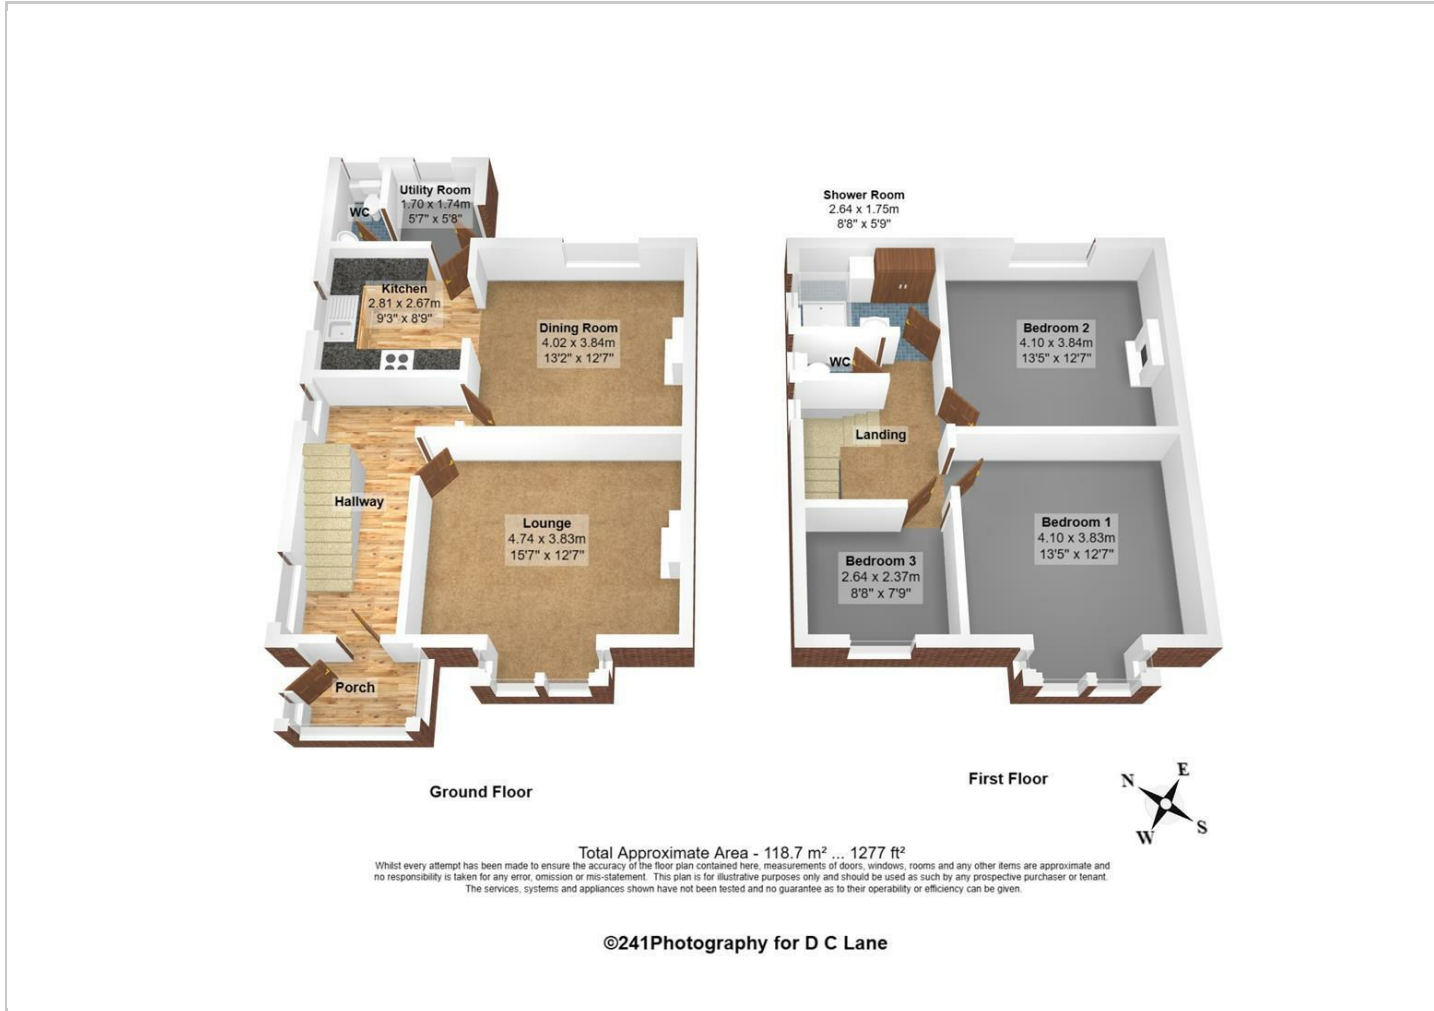 Utility Room
1.70 x 1.74m
5'7" x 5'8"
WC
Kitchen
2.81 x 2.67m
9'3" x 8'9"
Dining Room
4.02 x 3.84m
13'2" x 12'7"
Hallway
Lounge
4.74 x 3.83m
15'7" x 12'7"
Porch
Ground Floor
Shower Room
2.64 x 1.75m
8'8" x 5'9"
Bedroom 2
4.10 x 3.84m
13'5" x 12'7"
WC
Landing
Bedroom 1
4.10 x 3.83m
13'5" x 12'7"
Bedroom 3
2.64 x 2.37m
8'8" x 7'9"
First Floor
N
E
S
W
Total Approximate Area - 118.7 m² ... 1277 ft²
Whilst every attempt has been made to ensure the accuracy of the floor plan contained here, measurements of doors, windows, rooms and any other items are approximate and
no responsibility is taken for any error, omission or mis-statement. This plan is for illustrative purposes only and should be used as such by any prospective purchaser or tenant.
The services, systems and appliances shown have not been tested and no guarantee as to their operability or efficiency can be given.
©241Photography for D C Lane